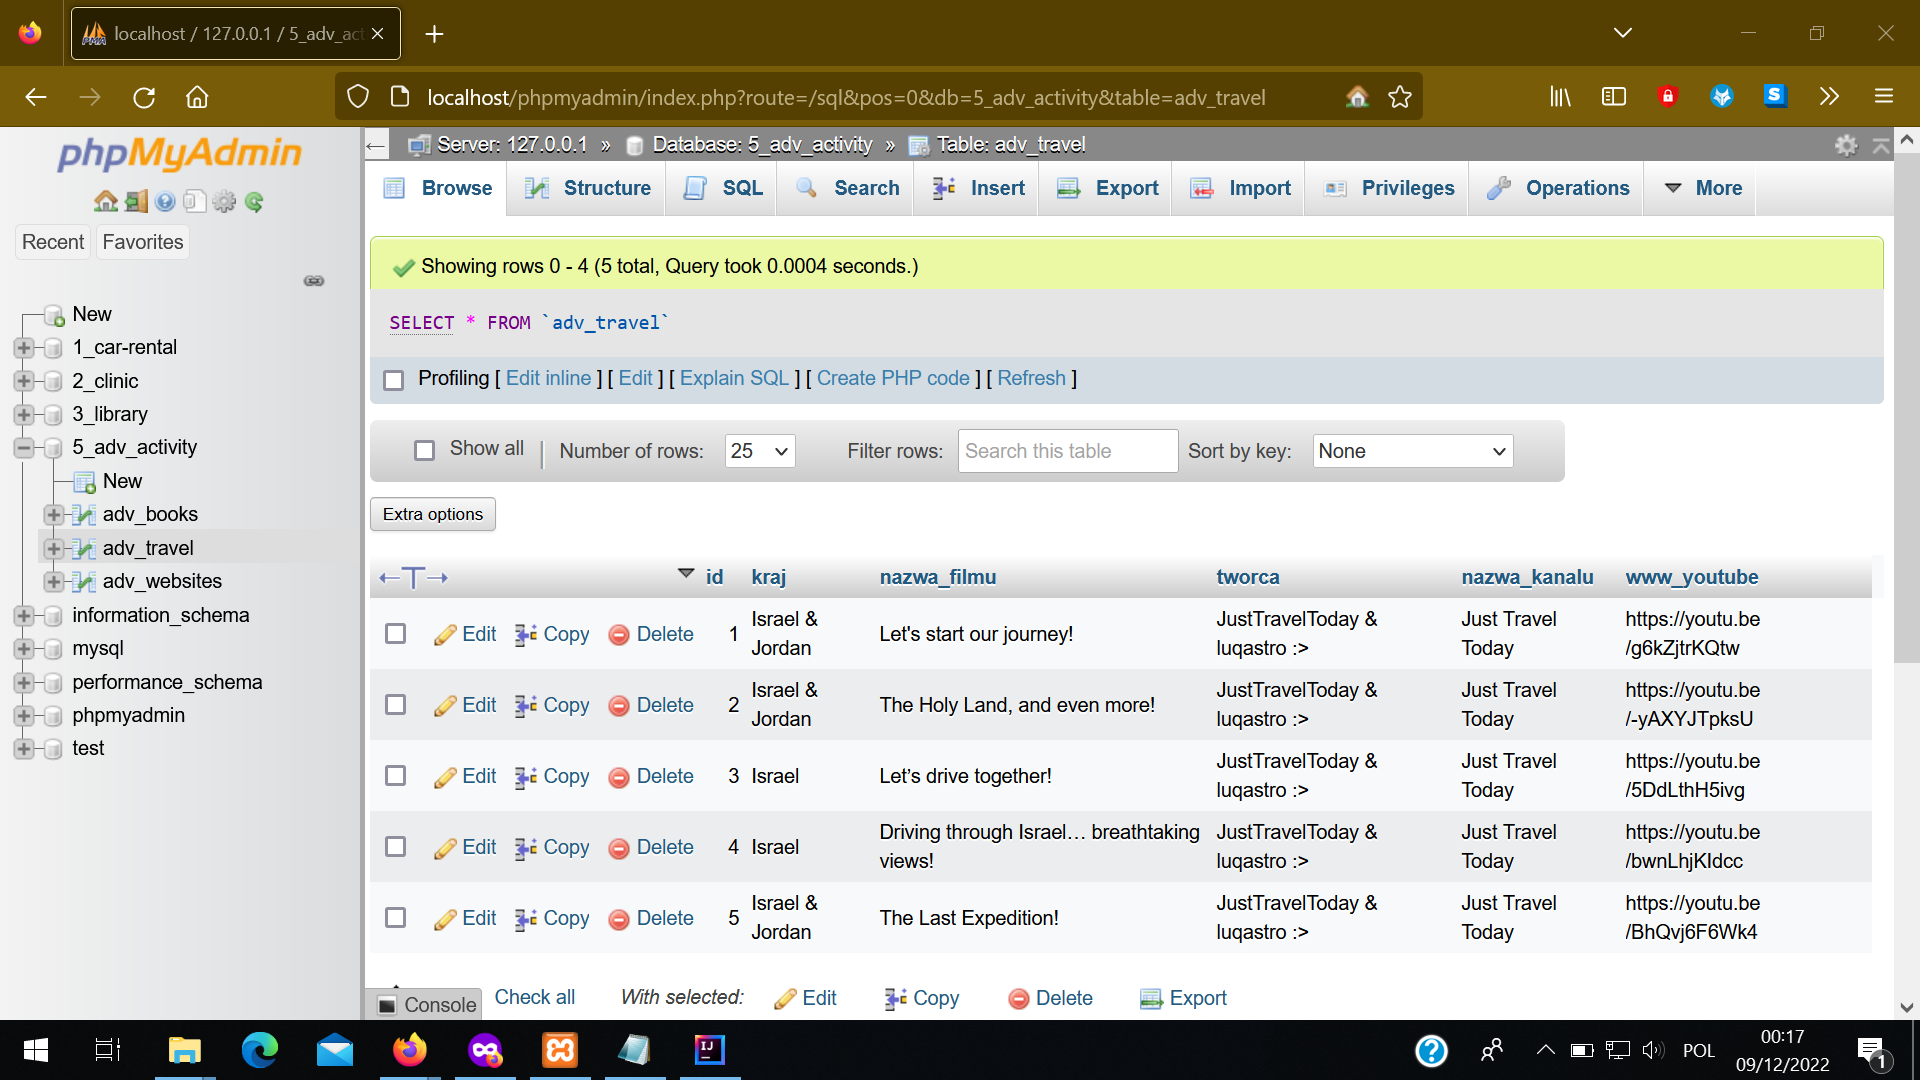 localhost / 127.0.0.1 / 5_adv_act
localhost/phpmyadmin/index.php?route=/sql&pos=0&db=5_adv_activity&table=adv_travel
phpMyAdmin
Recent Favorites
New
1_car-rental
2_clinic
3_library
5_adv_activity
New
adv_books
adv_travel
adv_websites
information_schema
mysql
performance_schema
phpmyadmin
test
Server: 127.0.0.1 » Database: 5_adv_activity » Table: adv_travel
Browse Structure SQL Search Insert Export Import Privileges Operations More
Showing rows 0 - 4 (5 total, Query took 0.0004 seconds.)
SELECT * FROM `adv_travel`
Profiling [ Edit inline ] [ Edit ] [ Explain SQL ] [ Create PHP code ] [ Refresh ]
Show all | Number of rows: 25 Filter rows: Search this table Sort by key: None
Extra options
←T→ id kraj nazwa_filmu tworca nazwa_kanalu www_youtube
Israel & JustTravelToday & Just Travel https://youtu.be
Edit Copy Delete 1 Let's start our journey!
Jordan luqastro :> Today /g6kZjtrKQtw
Israel & JustTravelToday & Just Travel https://youtu.be
Edit Copy Delete 2 The Holy Land, and even more!
Jordan luqastro :> Today /-yAXYJTpksU
JustTravelToday & Just Travel https://youtu.be
Edit Copy Delete 3 Israel Let’s drive together!
luqastro :> Today /5DdLthH5ivg
Driving through Israel… breathtaking JustTravelToday & Just Travel https://youtu.be
Edit Copy Delete 4 Israel
views! luqastro :> Today /bwnLhjKIdcc
Israel & JustTravelToday & Just Travel https://youtu.be
Edit Copy Delete 5 The Last Expedition!
Jordan luqastro :> Today /BhQvj6F6Wk4
Console Check all With selected: Edit Copy Delete Export
POL
00:17
09/12/2022
1